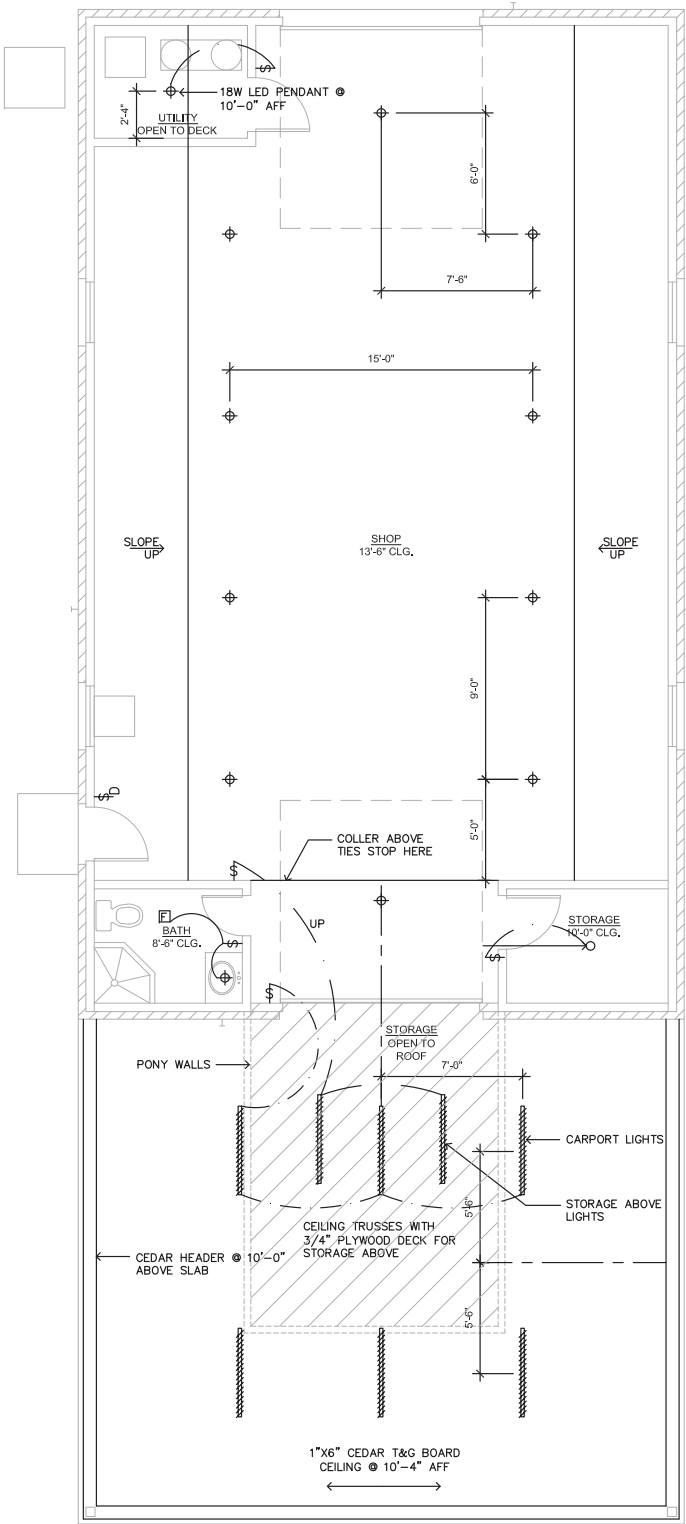 S
18W LED PENDANT @
10'-0" AFF
2'-4"
UTILITY
OPEN TO DECK
6'-0"
7'-6"
15'-0"
SLOPE
UP
SHOP
13'-6" CLG.
SLOPE
UP
9'-0"
S D
5'-0"
COLLER ABOVE
TIES STOP HERE
S
F
BATH
8'-6" CLG.
S
UP
STORAGE
10'-0" CLG.
S
S
STORAGE
OPEN TO
ROOF
PONY WALLS
7'-0"
CARPORT LIGHTS
STORAGE ABOVE
LIGHTS
5'-6"
CEILING TRUSSES WITH
3/4" PLYWOOD DECK FOR
STORAGE ABOVE
CEDAR HEADER @ 10'-0"
ABOVE SLAB
5'-6"
1"X6" CEDAR T&G BOARD
CEILING @ 10'-4" AFF